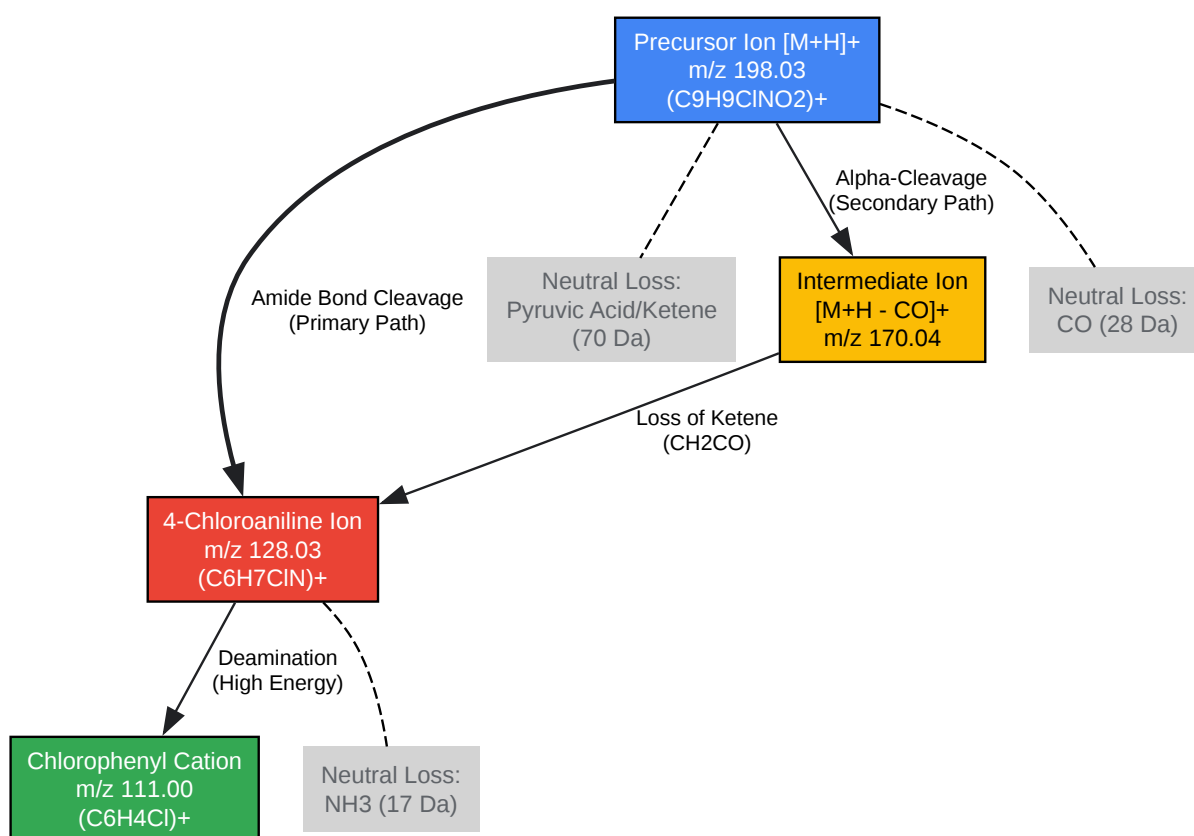 Precursor Ion [M+H]+
m/z 198.03
(C9H9ClNO2)+
Alpha-Cleavage
(Secondary Path)
Amide Bond Cleavage
(Primary Path)
Neutral Loss:
Pyruvic Acid/Ketene
(70 Da)
Intermediate Ion
[M+H - CO]+
m/z 170.04
Neutral Loss:
CO (28 Da)
Loss of Ketene
(CH2CO)
4-Chloroaniline Ion
m/z 128.03
(C6H7ClN)+
Deamination
(High Energy)
Chlorophenyl Cation
m/z 111.00
(C6H4Cl)+
Neutral Loss:
NH3 (17 Da)